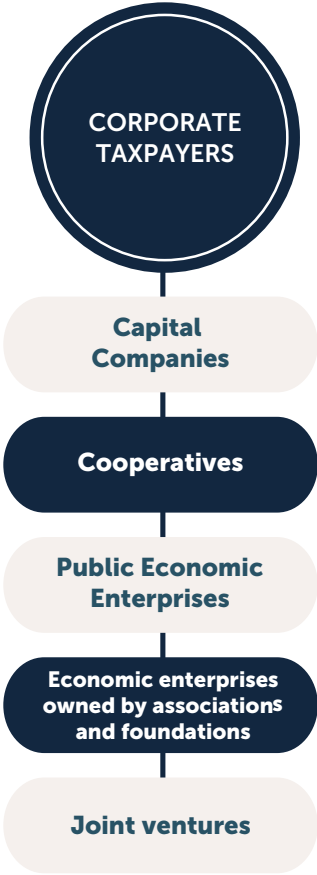 CORPORATE
TAXPAYERS
Capital
Companies
Cooperatives
Public Economic
Enterprises
Economic enterprises
owned by associations
and foundations
Joint ventures